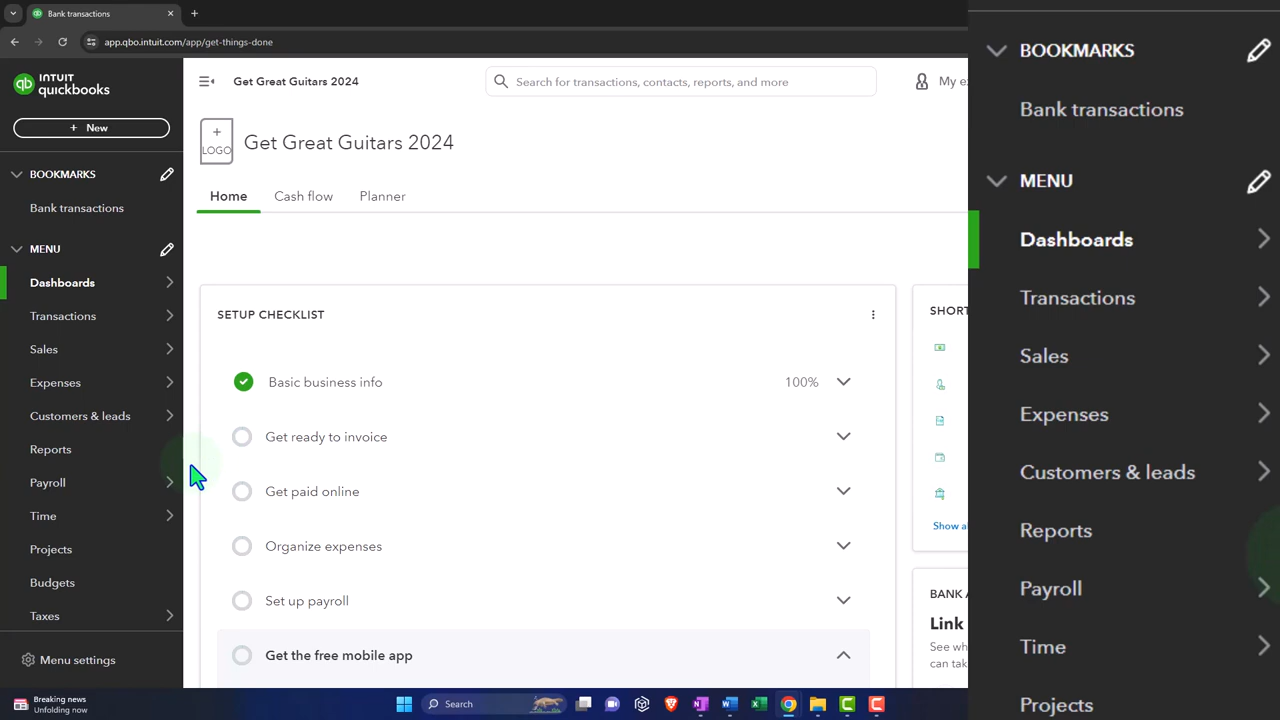 Bank transactions
app.qbo.intuit.com/app/get-things-done
INTUIT
quickbooks
+ New
BOOKMARKS
Bank transactions
MENU
Dashboards
Transactions
Sales
Expenses
Customers & leads
Reports
Payroll
Time
Projects
Budgets
Taxes
Menu settings
Get Great Guitars 2024
Search for transactions, contacts, reports, and more
My ex
+
LOGO
Get Great Guitars 2024
Home
Cash flow
Planner
SETUP CHECKLIST
Basic business info
100%
Get ready to invoice
Get paid online
Organize expenses
Set up payroll
Get the free mobile app
SHORT
Show al
BANK A
Link
See wh
can tak
BOOKMARKS
Bank transactions
MENU
Dashboards
Transactions
Sales
Expenses
Customers & leads
Reports
Payroll
Time
Projects
Breaking news
Unfolding now
Search